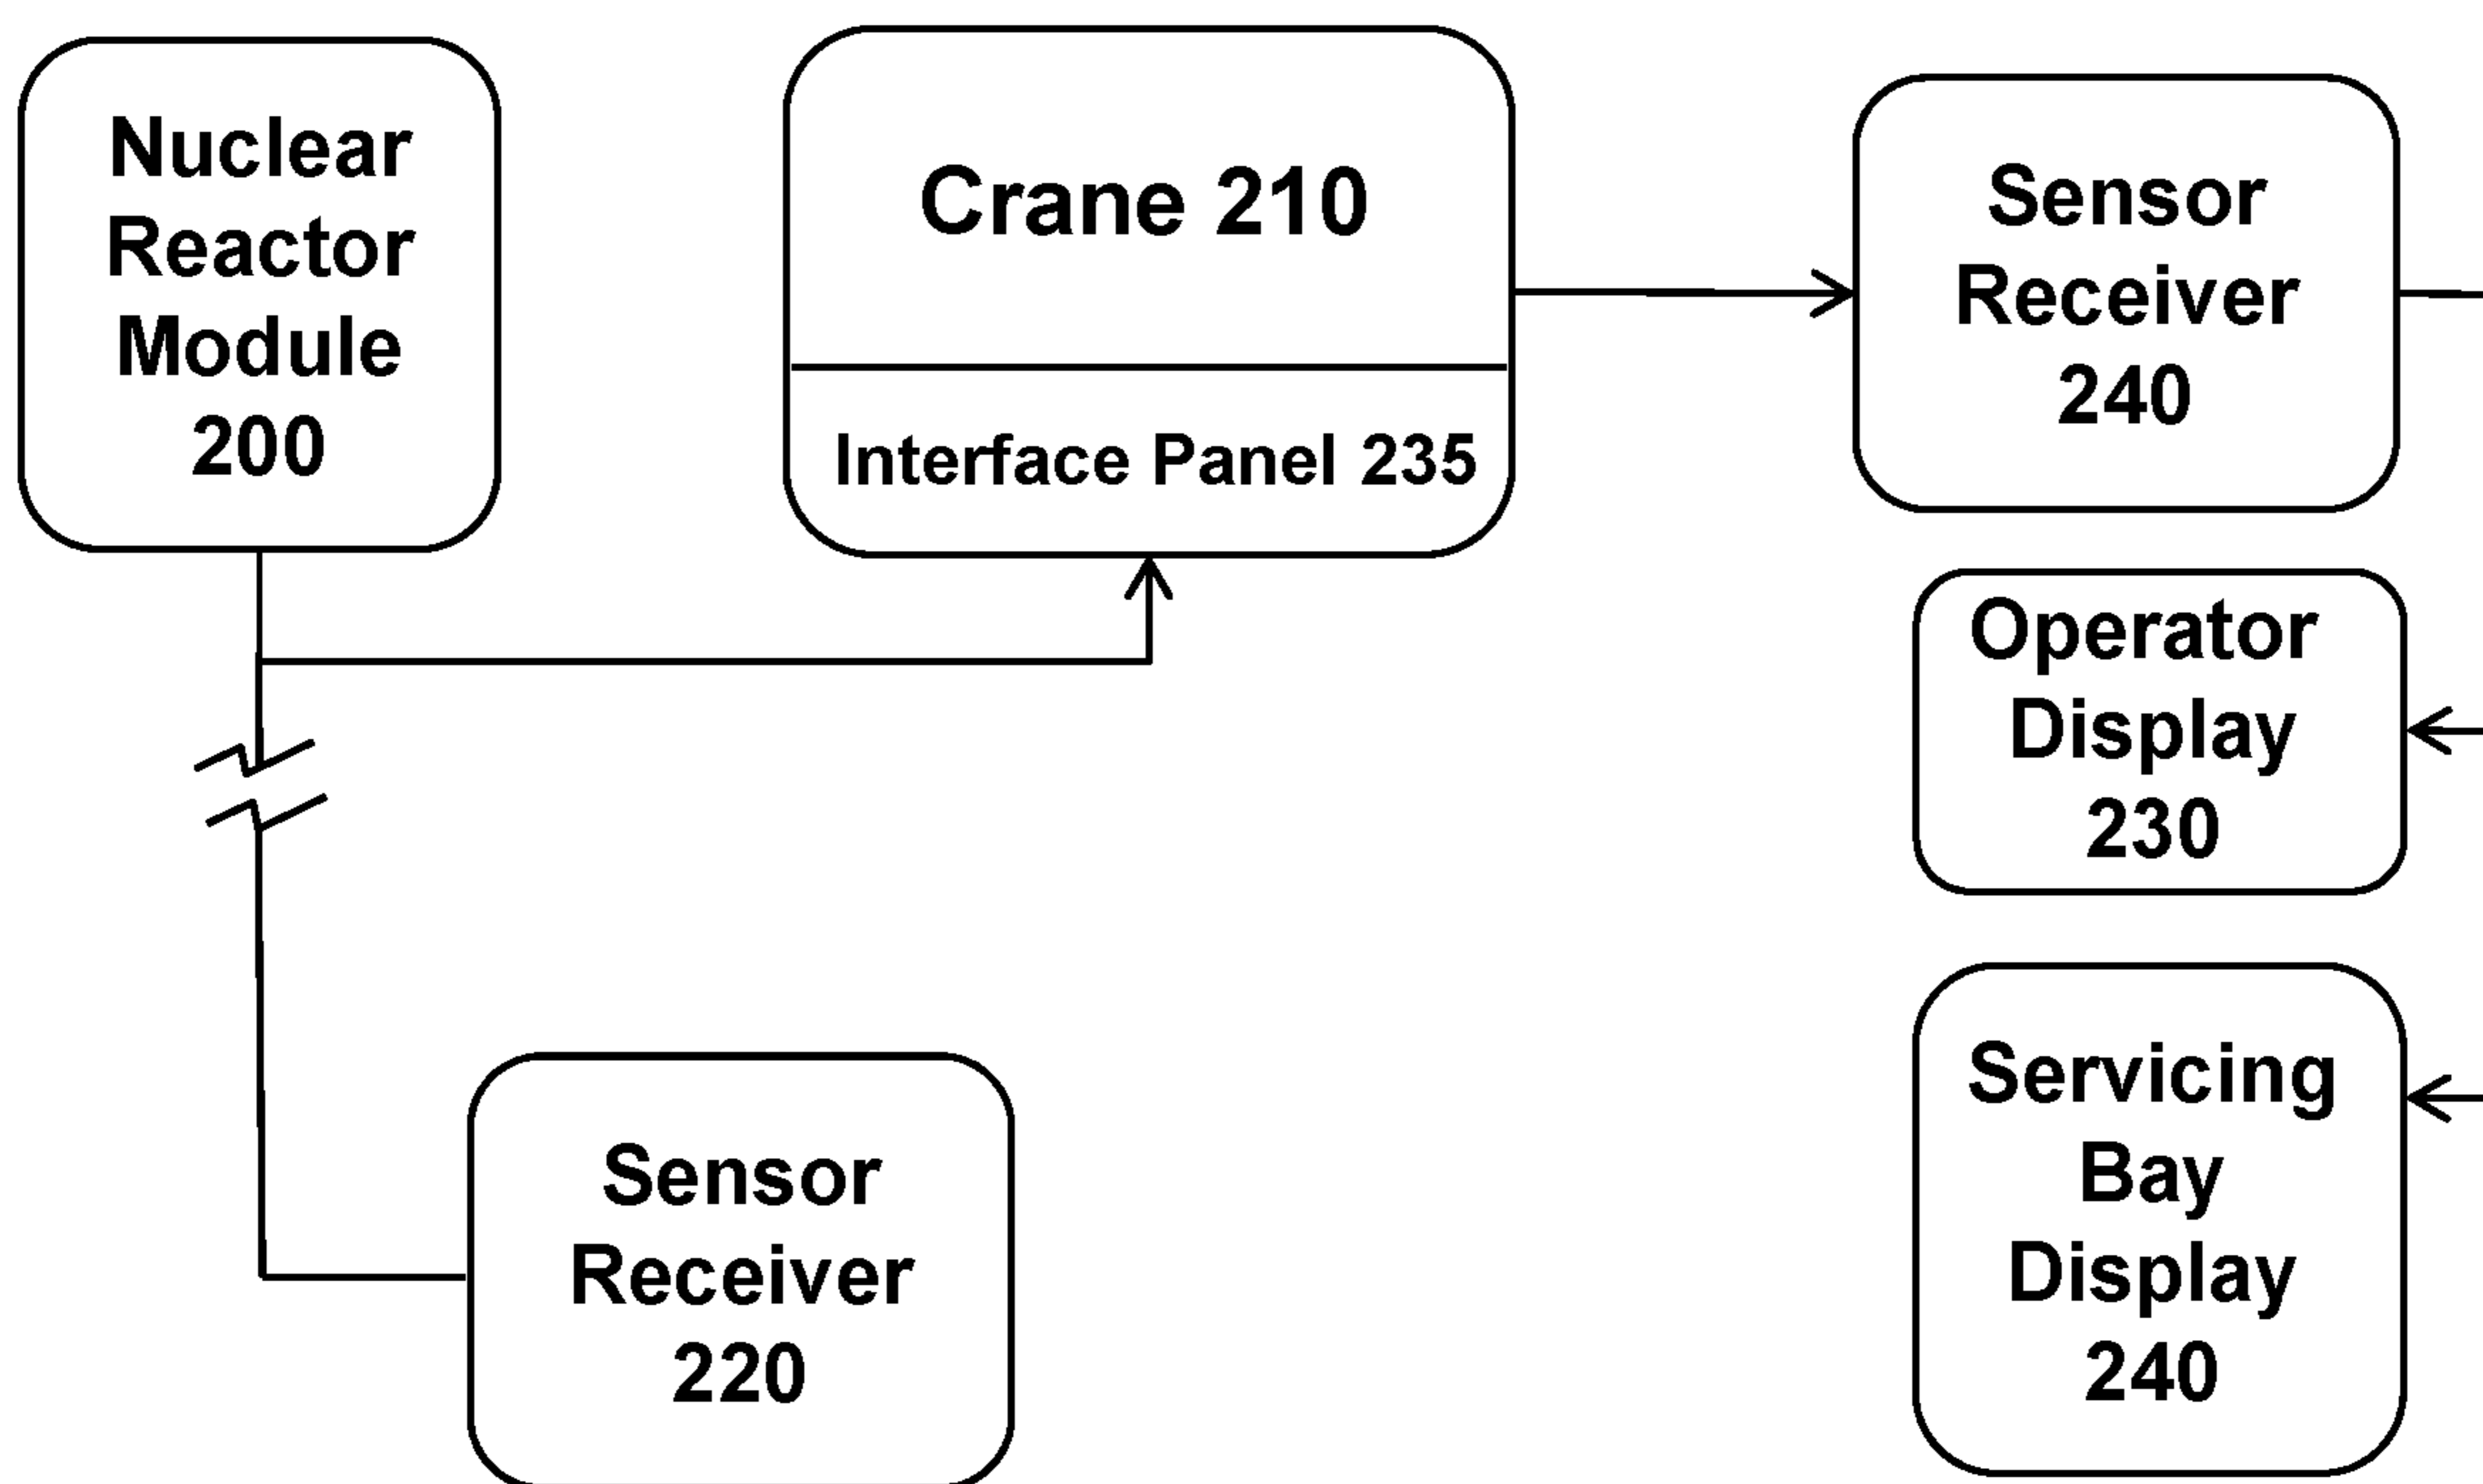 Nuclear
Reactor
Module
200
Crane 210
Interface Panel 235
Sensor
Receiver
240
Operator
Display
230
Servicing
Bay
Display
240
Sensor
Receiver
220